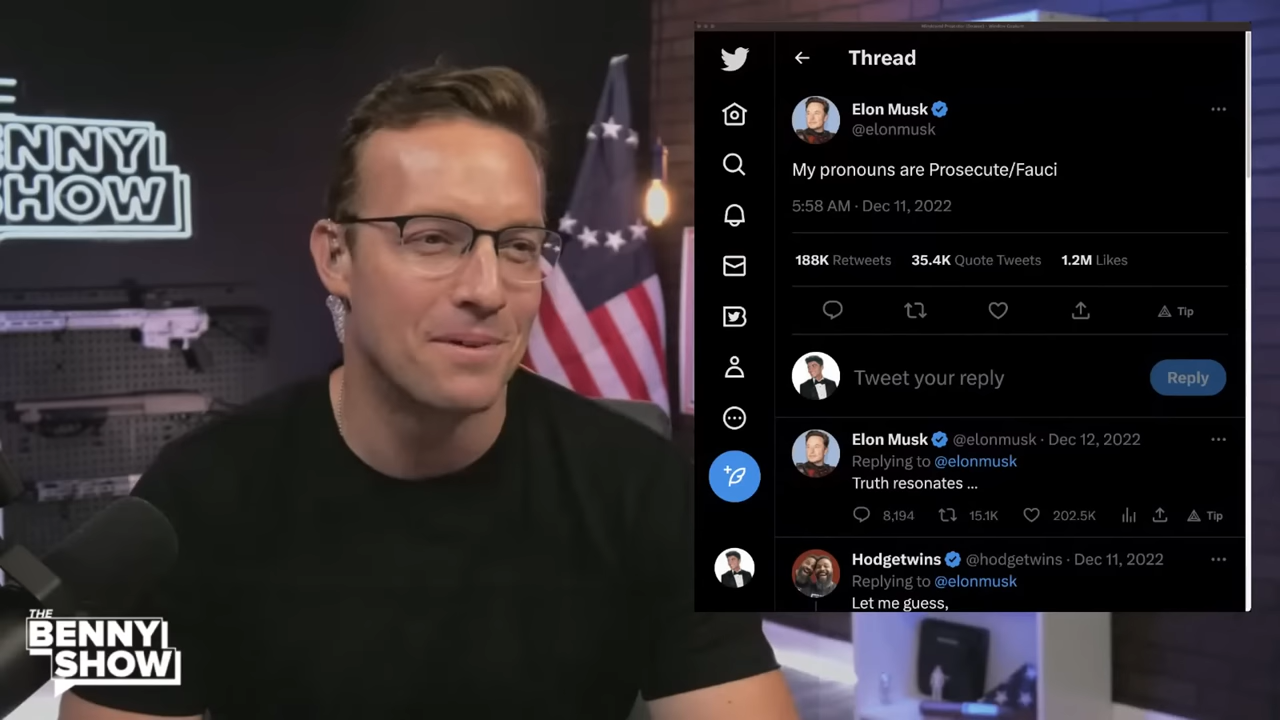 ENNY
SHOW
THE
BENNY
SHOW
Thread
Elon Musk
@elonmusk
My pronouns are Prosecute/Fauci
5:58 AM · Dec 11, 2022
188K Retweets 35.4K Quote Tweets 1.2M Likes
Tip
Tweet your reply
Reply
Elon Musk @elonmusk · Dec 12, 2022
Replying to @elonmusk
Truth resonates ...
8,194 15.1K 202.5K Tip
Hodgetwins @hodgetwins · Dec 11, 2022
Replying to @elonmusk
Let me guess,